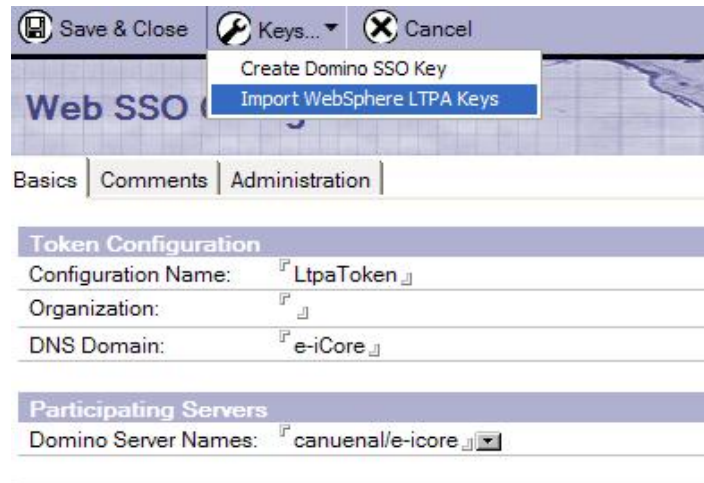 Save & Close Keys... Cancel
Create Domino SSO Key
Import WebSphere LTPA Keys
Web SSO
Basics Comments Administration
Token Configuration
Configuration Name: LtpaToken
Organization:
DNS Domain: e-iCore
Participating Servers
Domino Server Names: canuenal/e-icore